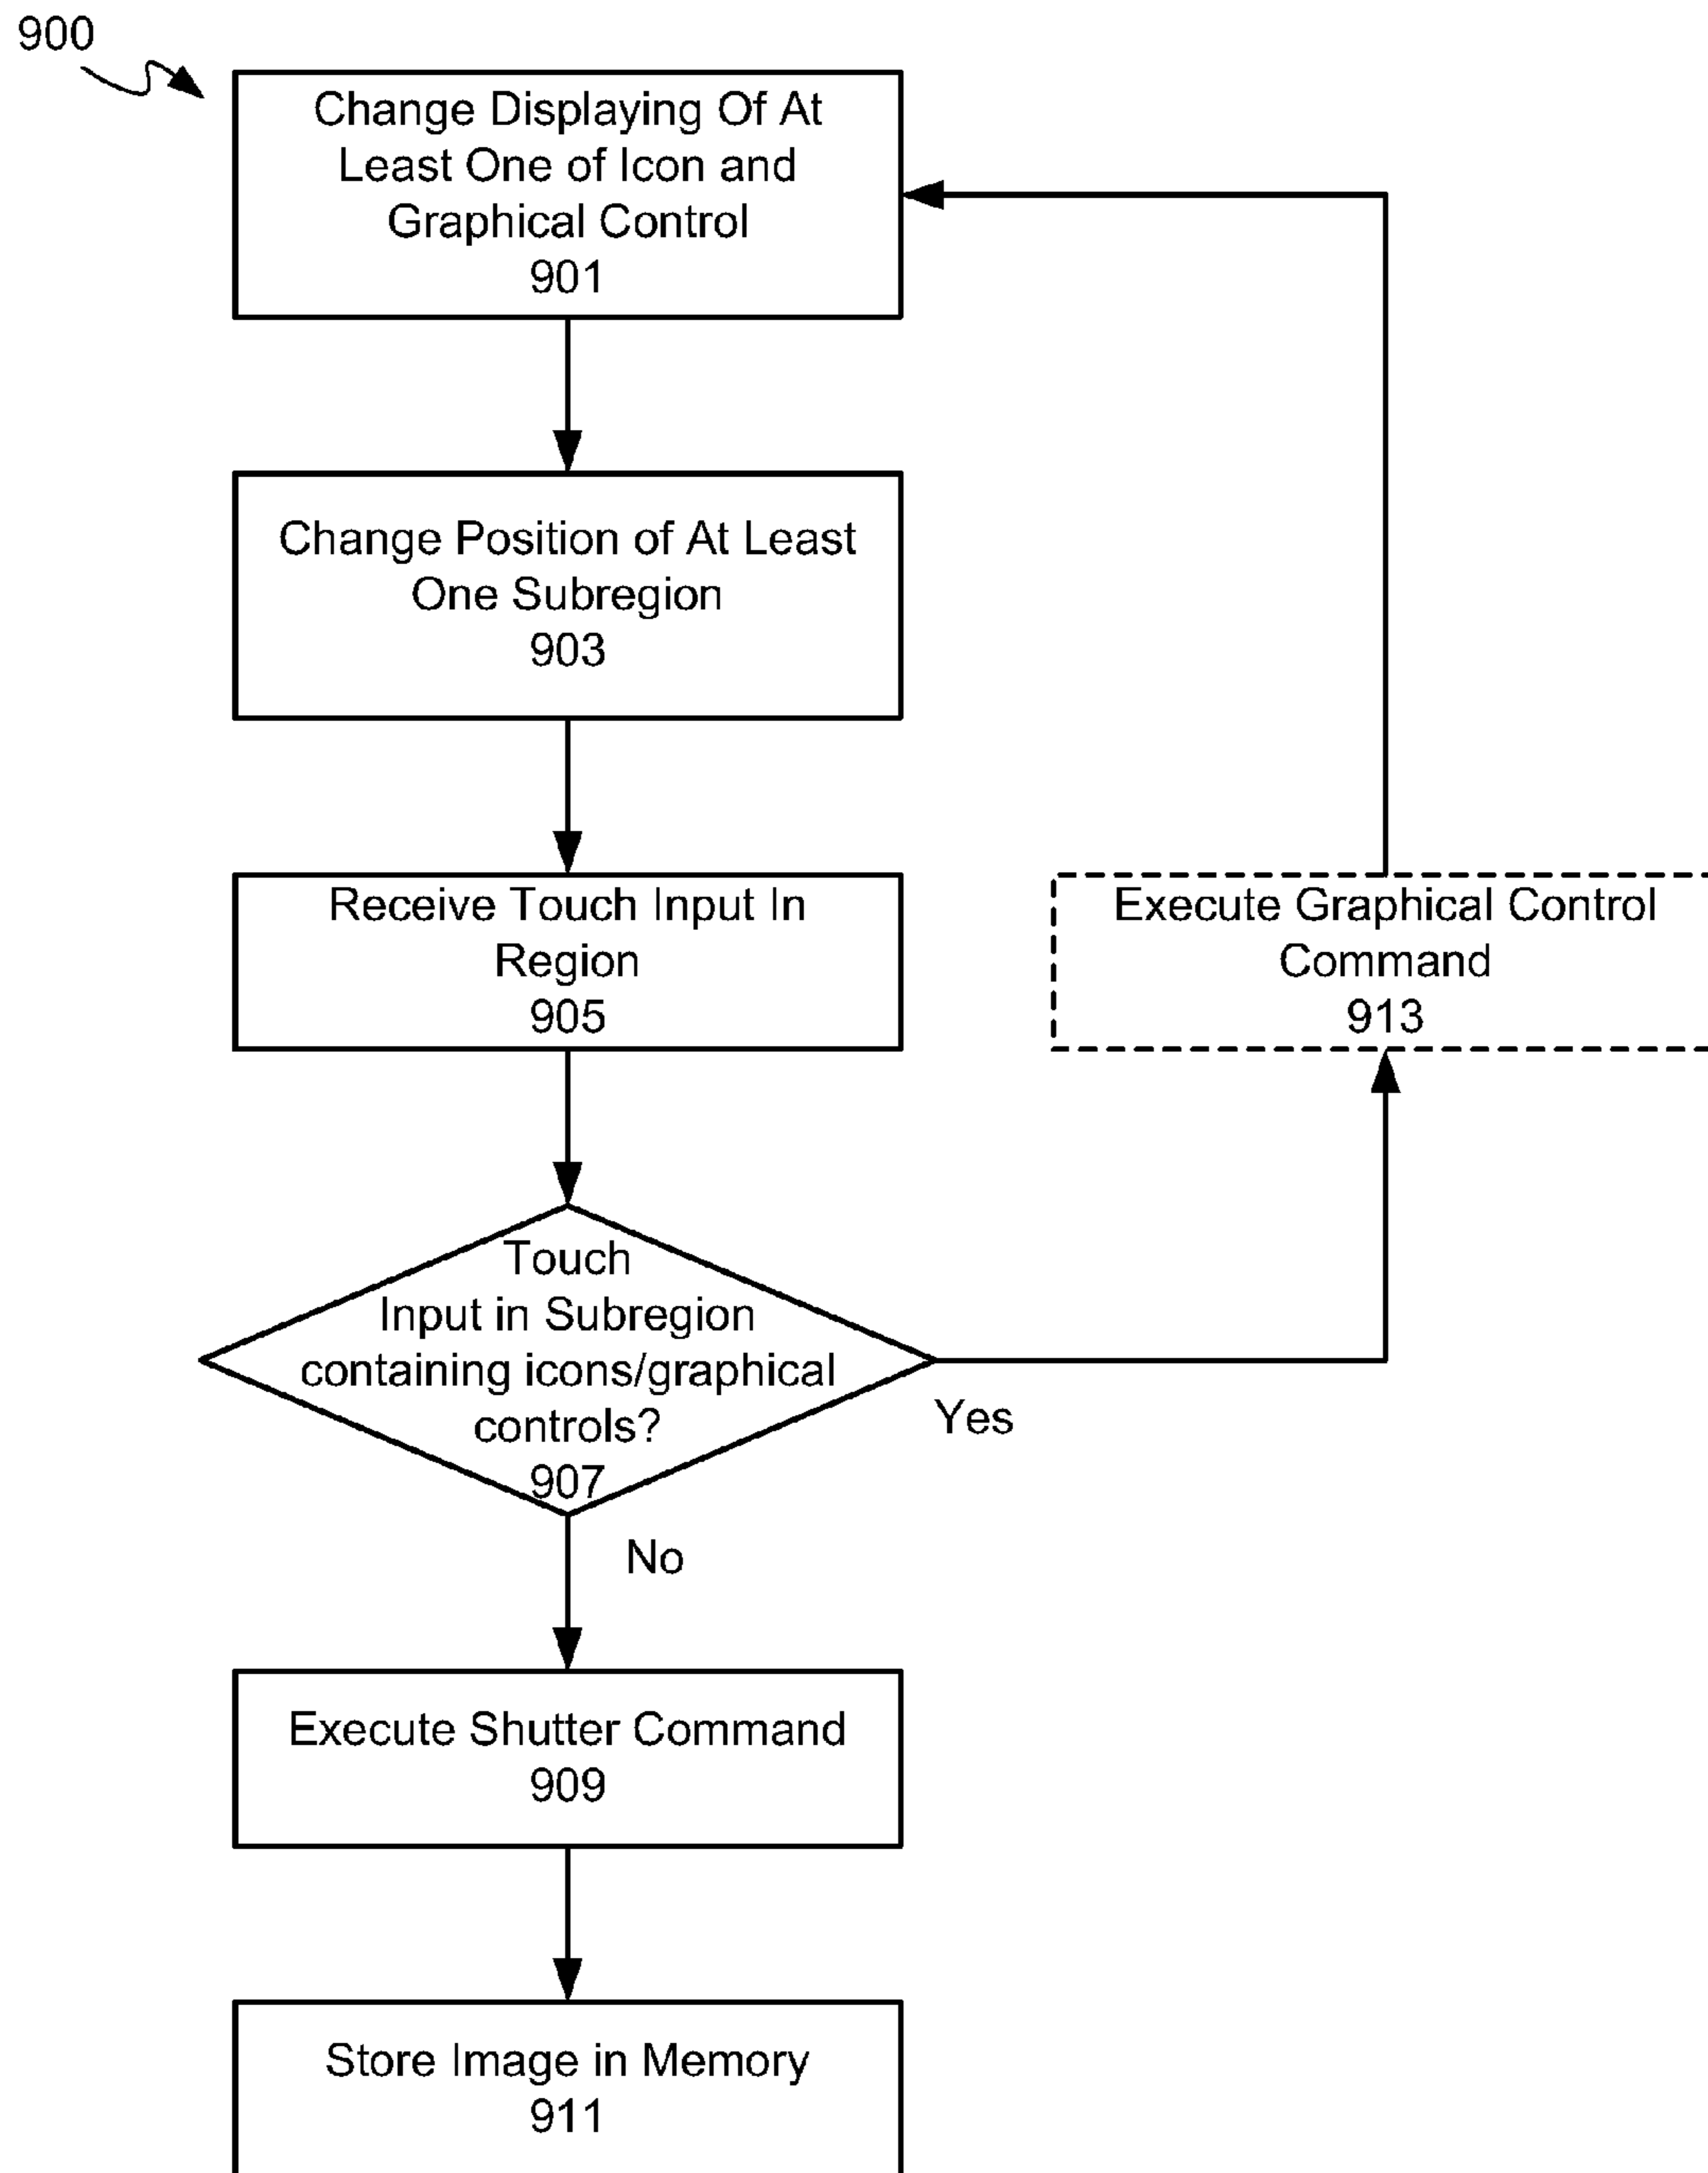 900
Change Displaying Of At
Least One of Icon and
Graphical Control
901
Change Position of At Least
One Subregion
903
Receive Touch Input In
Region
905
Execute Graphical Control
Command
913
Touch
Input in Subregion
containing icons/graphical
controls?
907
Yes
No
Execute Shutter Command
909
Store Image in Memory
911